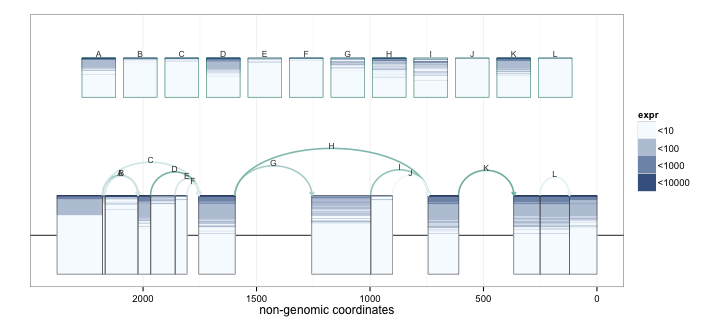 A B C D E F G H I J K L
H
C
G
D
I
K
B
J
L
E
F
expr
<10
<100
<1000
<10000
2000 1500 1000 500 0
non-genomic coordinates